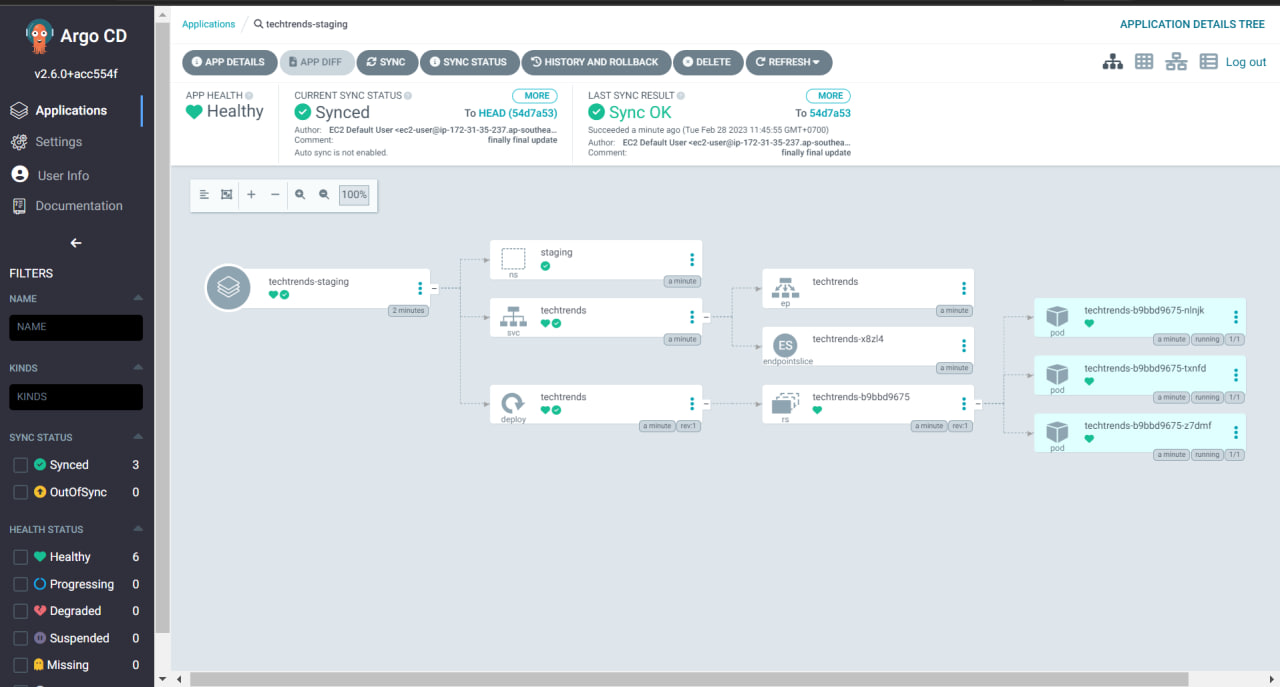 Argo CD
v2.6.0+acc554f
Applications
Settings
User Info
Documentation
FILTERS
NAME
NAME
KINDS
KINDS
SYNC STATUS
Synced 3
OutOfSync 0
HEALTH STATUS
Healthy 6
Progressing 0
Degraded 0
Suspended 0
Missing 0
Applications / techtrends-staging
APPLICATION DETAILS TREE
APP DETAILS APP DIFF SYNC SYNC STATUS HISTORY AND ROLLBACK DELETE REFRESH
Log out
APP HEALTH
Healthy
CURRENT SYNC STATUS MORE
Synced To HEAD (54d7a53)
Author: EC2 Default User <ec2-user@ip-172-31-35-237.ap-southea...
Comment: finally final update
Auto sync is not enabled.
LAST SYNC RESULT MORE
Sync OK To 54d7a53
Succeeded a minute ago (Tue Feb 28 2023 11:45:55 GMT+0700)
Author: EC2 Default User <ec2-user@ip-172-31-35-237.ap-southea...
Comment: finally final update
100%
techtrends-staging
2 minutes
staging
ns
a minute
techtrends
svc
a minute
techtrends
deploy
a minute rev:1
techtrends
ep
a minute
ES
techtrends-x8zl4
endpointslice
a minute
techtrends-b9bbd9675
rs
a minute rev:1
techtrends-b9bbd9675-nlnjk
pod
a minute running 1/1
techtrends-b9bbd9675-txnfd
pod
a minute running 1/1
techtrends-b9bbd9675-z7dmf
pod
a minute running 1/1